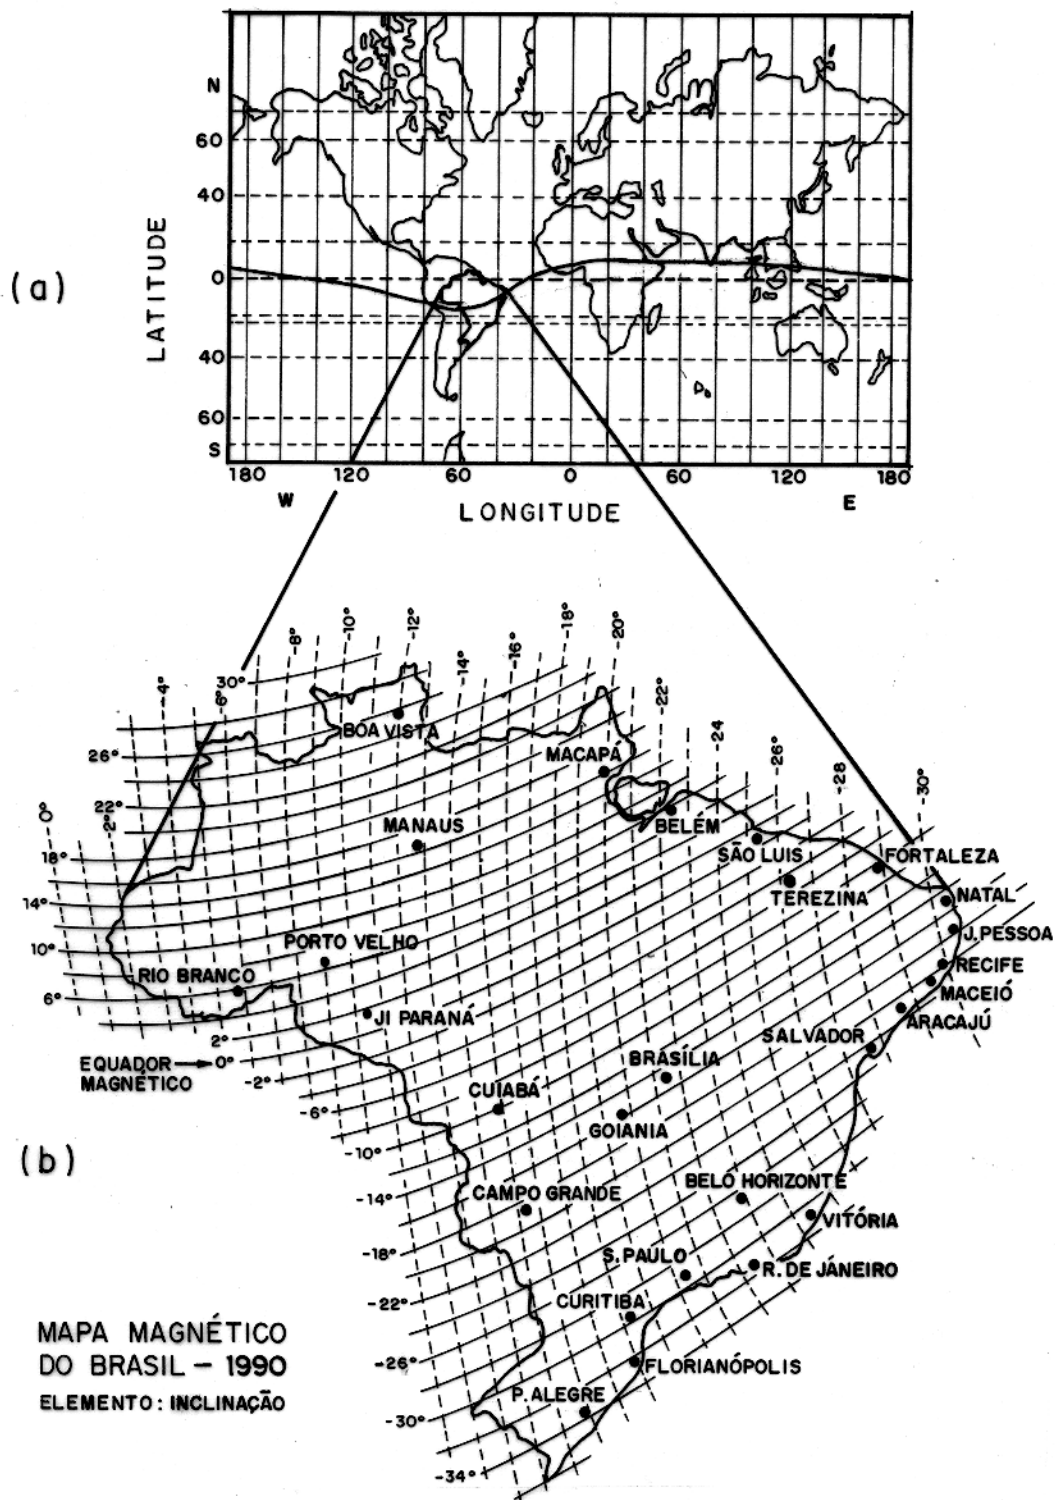 (a)
LATITUDE
N
60
40
20
0
40
60
S
180
120
60
0
60
120
180
W
E
LONGITUDE
(b)
-4°
6°
-8°
-10°
-12°
-14°
-16°
-18°
-20°
-22°
-24
-26°
-28°
-30°
0°
-2°
30°
26°
22°
18°
14°
10°
6°
2°
EQUADOR → 0°
MAGNÉTICO
-2°
-6°
-10°
-14°
-18°
-22°
-26°
-30°
-34°
BOA VISTA
MACAPÁ
MANAUS
BELÉM
SÃO LUIS
FORTALEZA
TEREZINA
NATAL
J.PESSOA
PORTO VELHO
RECIFE
RIO BRANCO
MACEIÓ
JI PARANÁ
ARACAJÚ
SALVADOR
BRASÍLIA
CUIABÁ
GOIANIA
BELO HORIZONTE
CAMPO GRANDE
VITÓRIA
S.PAULO
R. DE JÁNEIRO
CURITIBA
FLORIANÓPOLIS
P. ALEGRE
MAPA MAGNÉTICO
DO BRASIL – 1990
ELEMENTO: INCLINAÇÃO